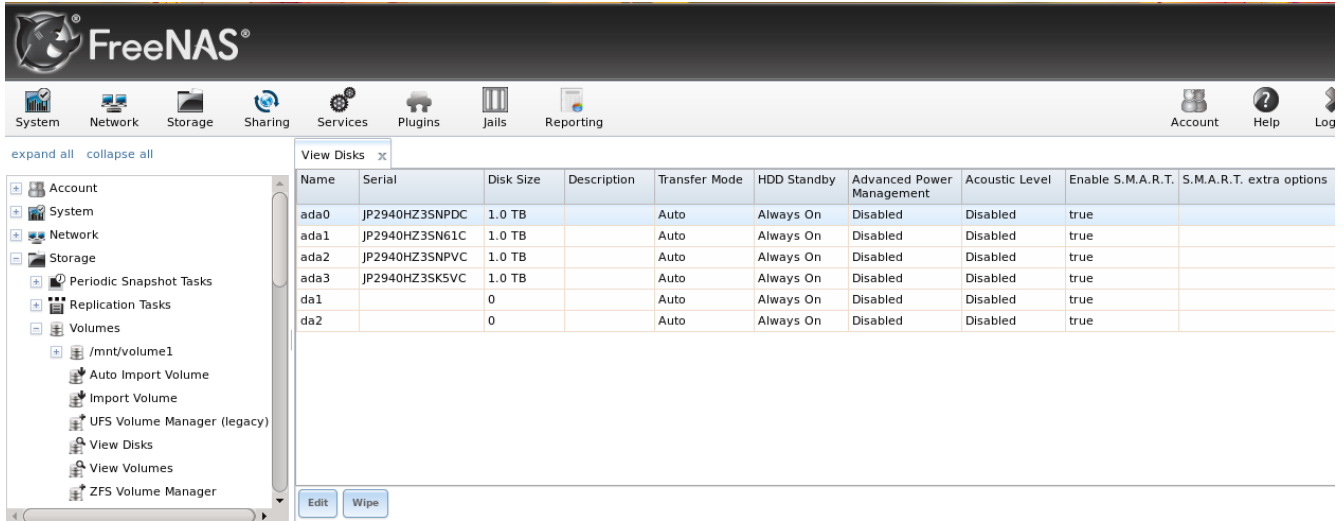 FreeNAS®
System Network Storage Sharing Services Plugins Jails Reporting Account Help Log
expand all collapse all
Account
System
Network
Storage
Periodic Snapshot Tasks
Replication Tasks
Volumes
/mnt/volume1
Auto Import Volume
Import Volume
UFS Volume Manager (legacy)
View Disks
View Volumes
ZFS Volume Manager
View Disks x
Name Serial Disk Size Description Transfer Mode HDD Standby Advanced Power Management Acoustic Level Enable S.M.A.R.T. S.M.A.R.T. extra options
ada0 JP2940HZ3SNPDC 1.0 TB Auto Always On Disabled Disabled true
ada1 JP2940HZ3SN61C 1.0 TB Auto Always On Disabled Disabled true
ada2 JP2940HZ3SNPVC 1.0 TB Auto Always On Disabled Disabled true
ada3 JP2940HZ3SK5VC 1.0 TB Auto Always On Disabled Disabled true
da1 0 Auto Always On Disabled Disabled true
da2 0 Auto Always On Disabled Disabled true
Edit Wipe